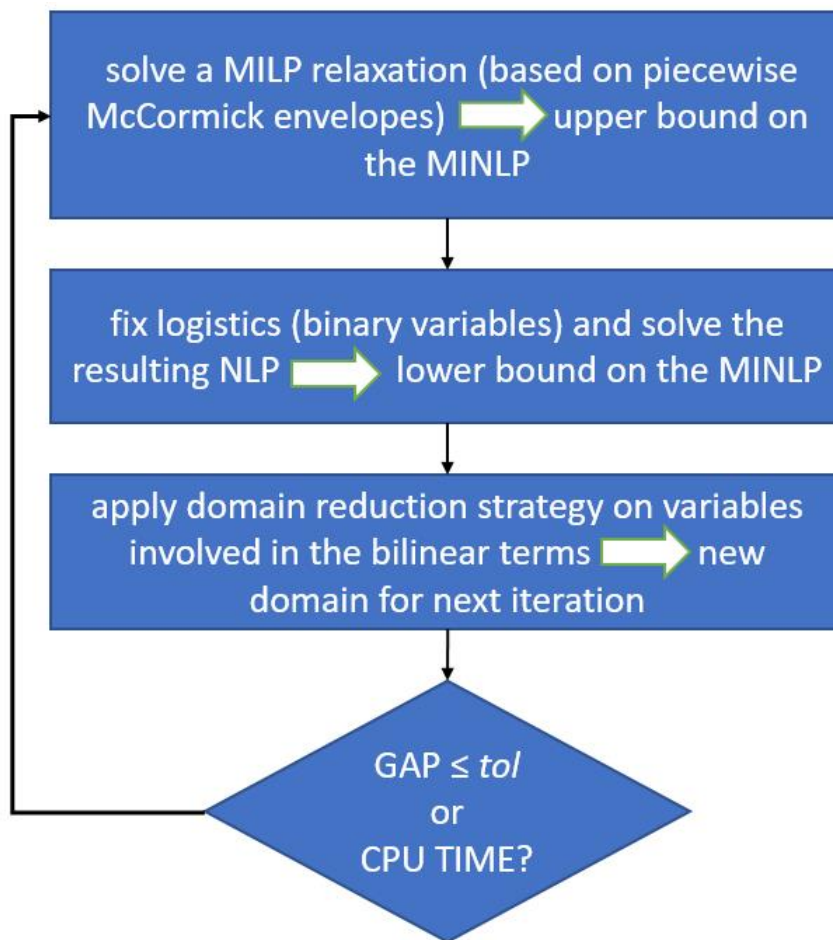 solve a MILP relaxation (based on piecewise
McCormick envelopes) upper bound on
the MINLP
fix logistics (binary variables) and solve the
resulting NLP lower bound on the MINLP
apply domain reduction strategy on variables
involved in the bilinear terms new
domain for next iteration
GAP ≤ tol
or
CPU TIME?